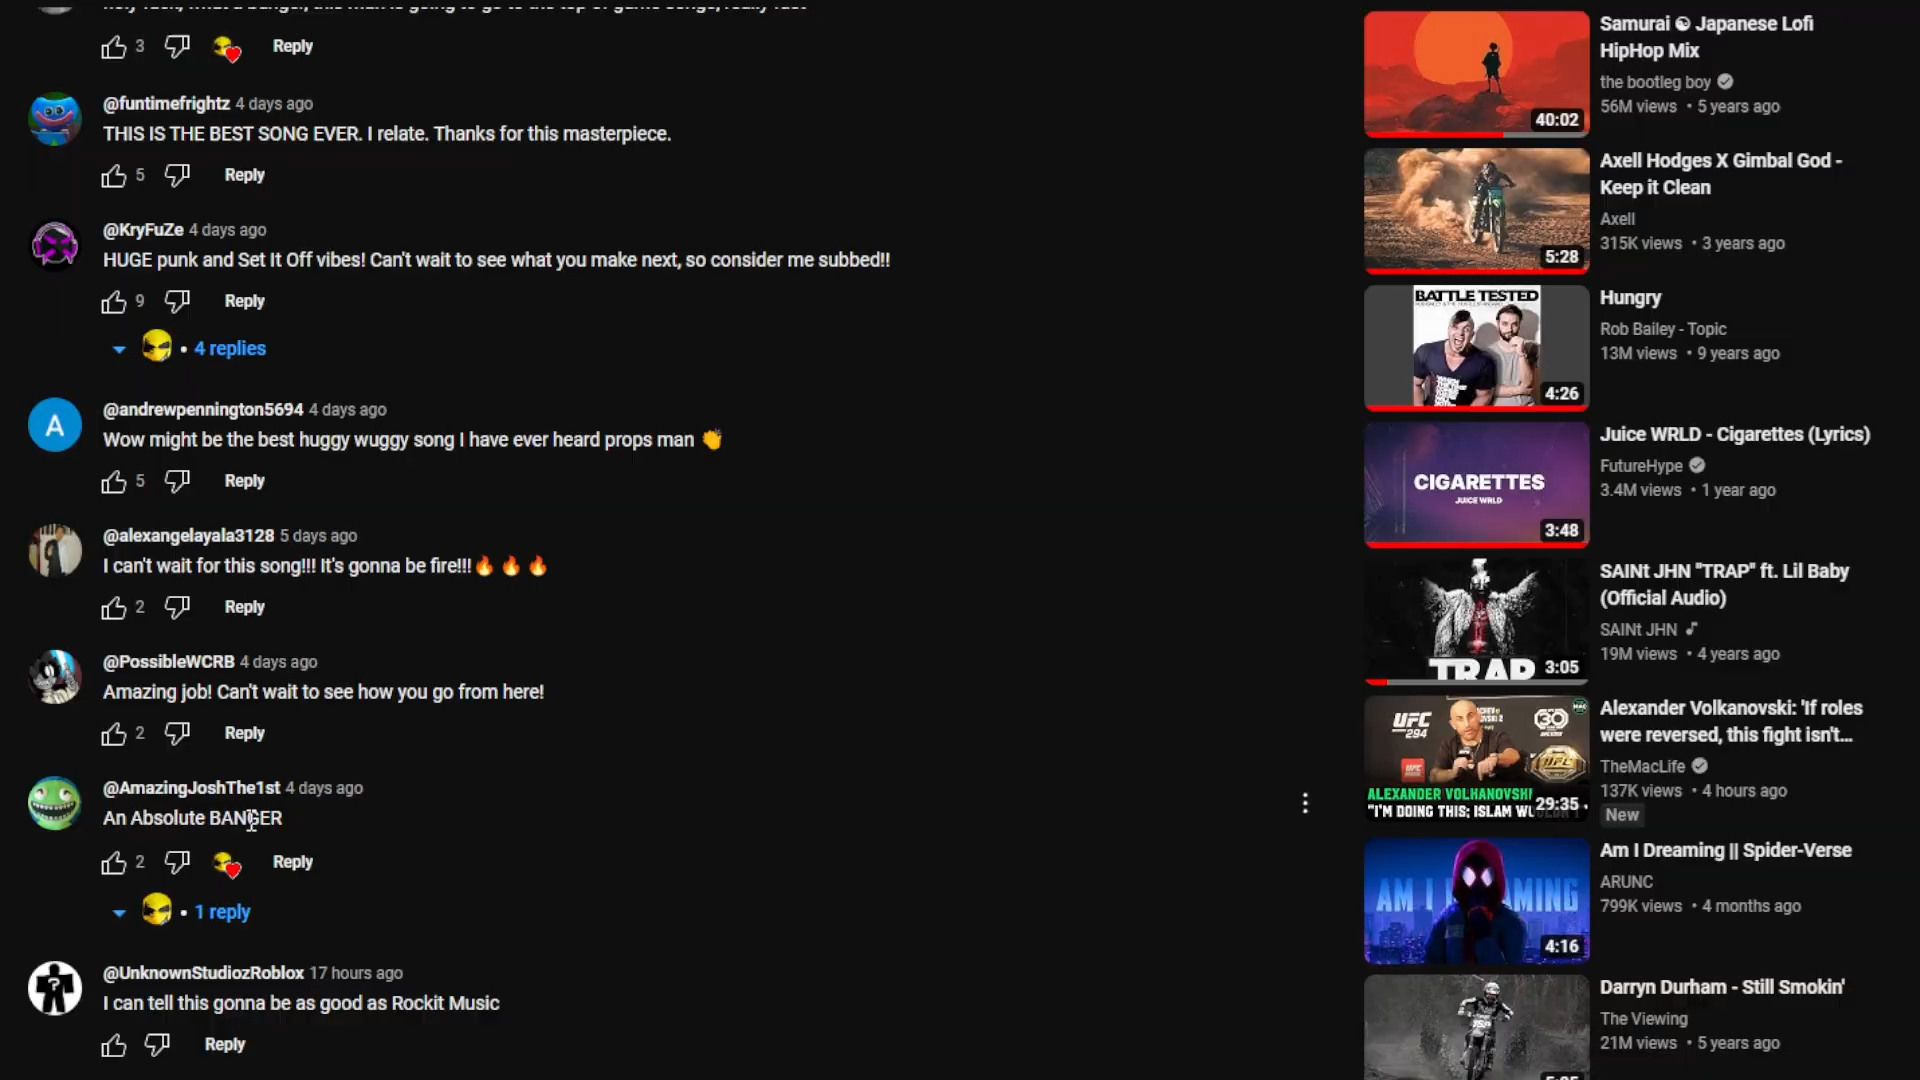 3 Reply
@funtimefrightz 4 days ago
THIS IS THE BEST SONG EVER. I relate. Thanks for this masterpiece.
5 Reply
@KryFuZe 4 days ago
HUGE punk and Set It Off vibes! Can't wait to see what you make next, so consider me subbed!!
9 Reply
• 4 replies
A
@andrewpennington5694 4 days ago
Wow might be the best huggy wuggy song I have ever heard props man 👏
5 Reply
@alexangelayala3128 5 days ago
I can't wait for this song!!! It's gonna be fire!!!🔥🔥🔥
2 Reply
@PossibleWCRB 4 days ago
Amazing job! Can't wait to see how you go from here!
2 Reply
@AmazingJoshThe1st 4 days ago
An Absolute BANGER
2 Reply
• 1 reply
?
@UnknownStudiozRoblox 17 hours ago
I can tell this gonna be as good as Rockit Music
Reply
40:02
Samurai ☯ Japanese Lofi
HipHop Mix
the bootleg boy
56M views • 5 years ago
5:28
Axell Hodges X Gimbal God -
Keep it Clean
Axell
315K views • 3 years ago
BATTLE TESTED
4:26
Hungry
Rob Bailey - Topic
13M views • 9 years ago
CIGARETTES
JUICE WRLD
3:48
Juice WRLD - Cigarettes (Lyrics)
FutureHype
3.4M views • 1 year ago
TRAP
3:05
SAINt JHN "TRAP" ft. Lil Baby
(Official Audio)
SAINt JHN
19M views • 4 years ago
UFC
294
30
UFC
ALEXANDER VOLKANOVSKI
"I'M DOING THIS; ISLAM
29:35
Alexander Volkanovski: 'If roles
were reversed, this fight isn't...
TheMacLife
137K views • 4 hours ago
New
AM I
4:16
Am I Dreaming || Spider-Verse
ARUNC
799K views • 4 months ago
Darryn Durham - Still Smokin'
The Viewing
21M views • 5 years ago